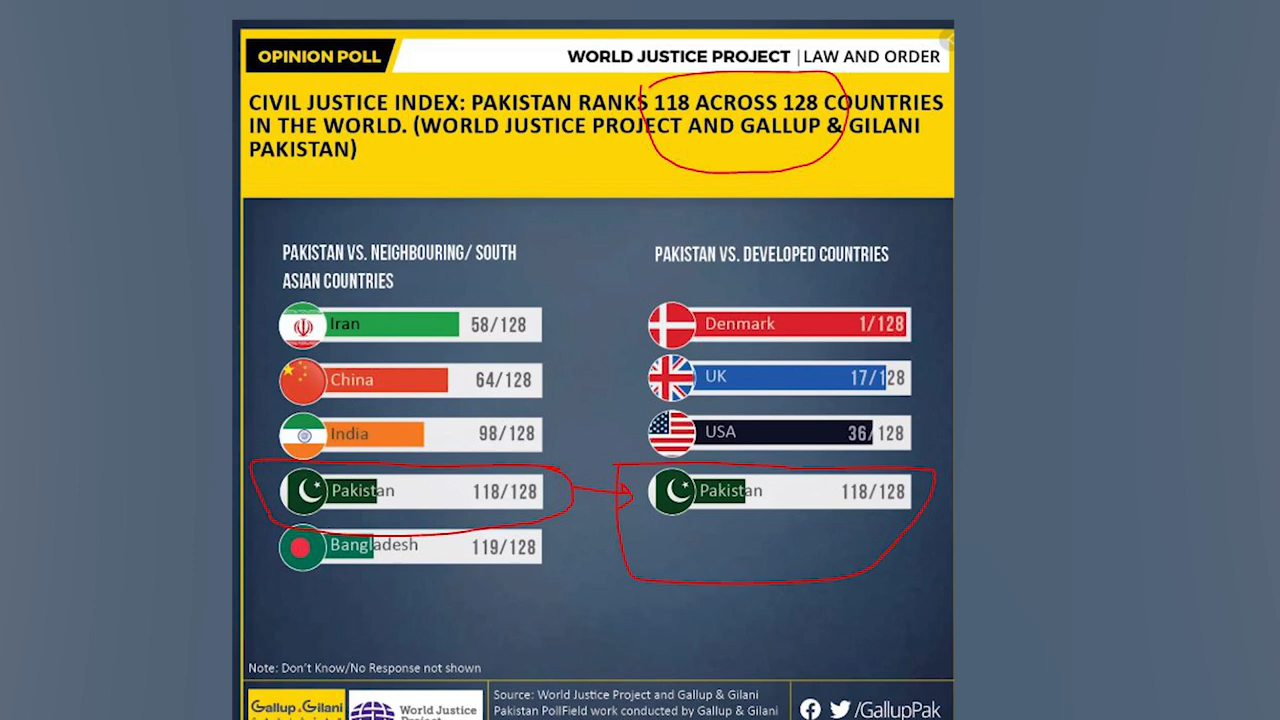 OPINION POLL
WORLD JUSTICE PROJECT | LAW AND ORDER
CIVIL JUSTICE INDEX: PAKISTAN RANKS 118 ACROSS 128 COUNTRIES
IN THE WORLD. (WORLD JUSTICE PROJECT AND GALLUP & GILANI
PAKISTAN)
PAKISTAN VS. NEIGHBOURING/ SOUTH
ASIAN COUNTRIES
Iran 58/128
China 64/128
India 98/128
Pakistan 118/128
Bangladesh 119/128
PAKISTAN VS. DEVELOPED COUNTRIES
Denmark 1/128
UK 17/128
USA 36/128
Pakistan 118/128
Note: Don't Know/No Response not shown
Gallup & Gilani
World Justice
Project
Source: World Justice Project and Gallup & Gilani
Pakistan PollField work conducted by Gallup & Gilani
/GallupPak